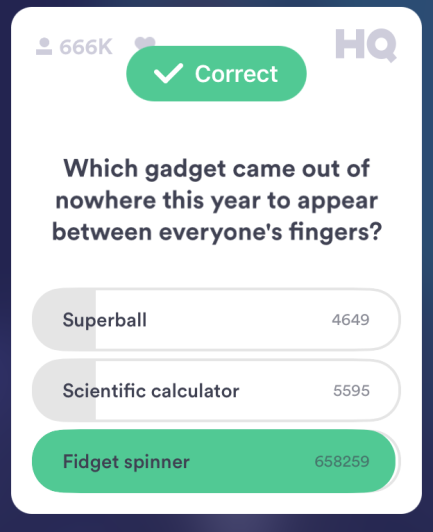 666K
HQ
Correct
Which gadget came out of
nowhere this year to appear
between everyone's fingers?
Superball 4649
Scientific calculator 5595
Fidget spinner 658259